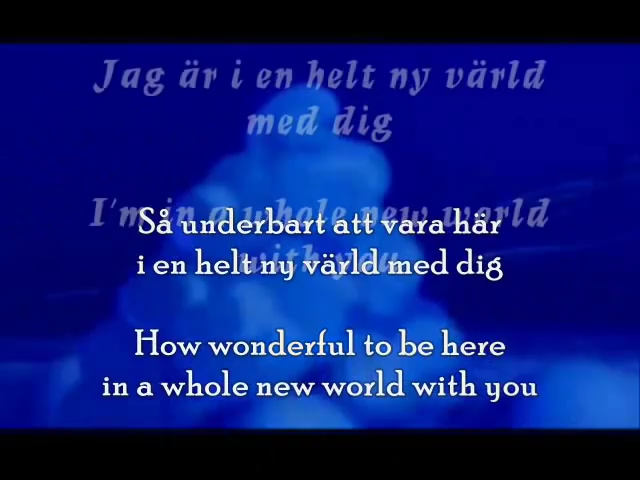 Jag är i en helt ny värld
med dig
I'm in a whole new world
with you
Så underbart att vara här
i en helt ny värld med dig
How wonderful to be here
in a whole new world with you